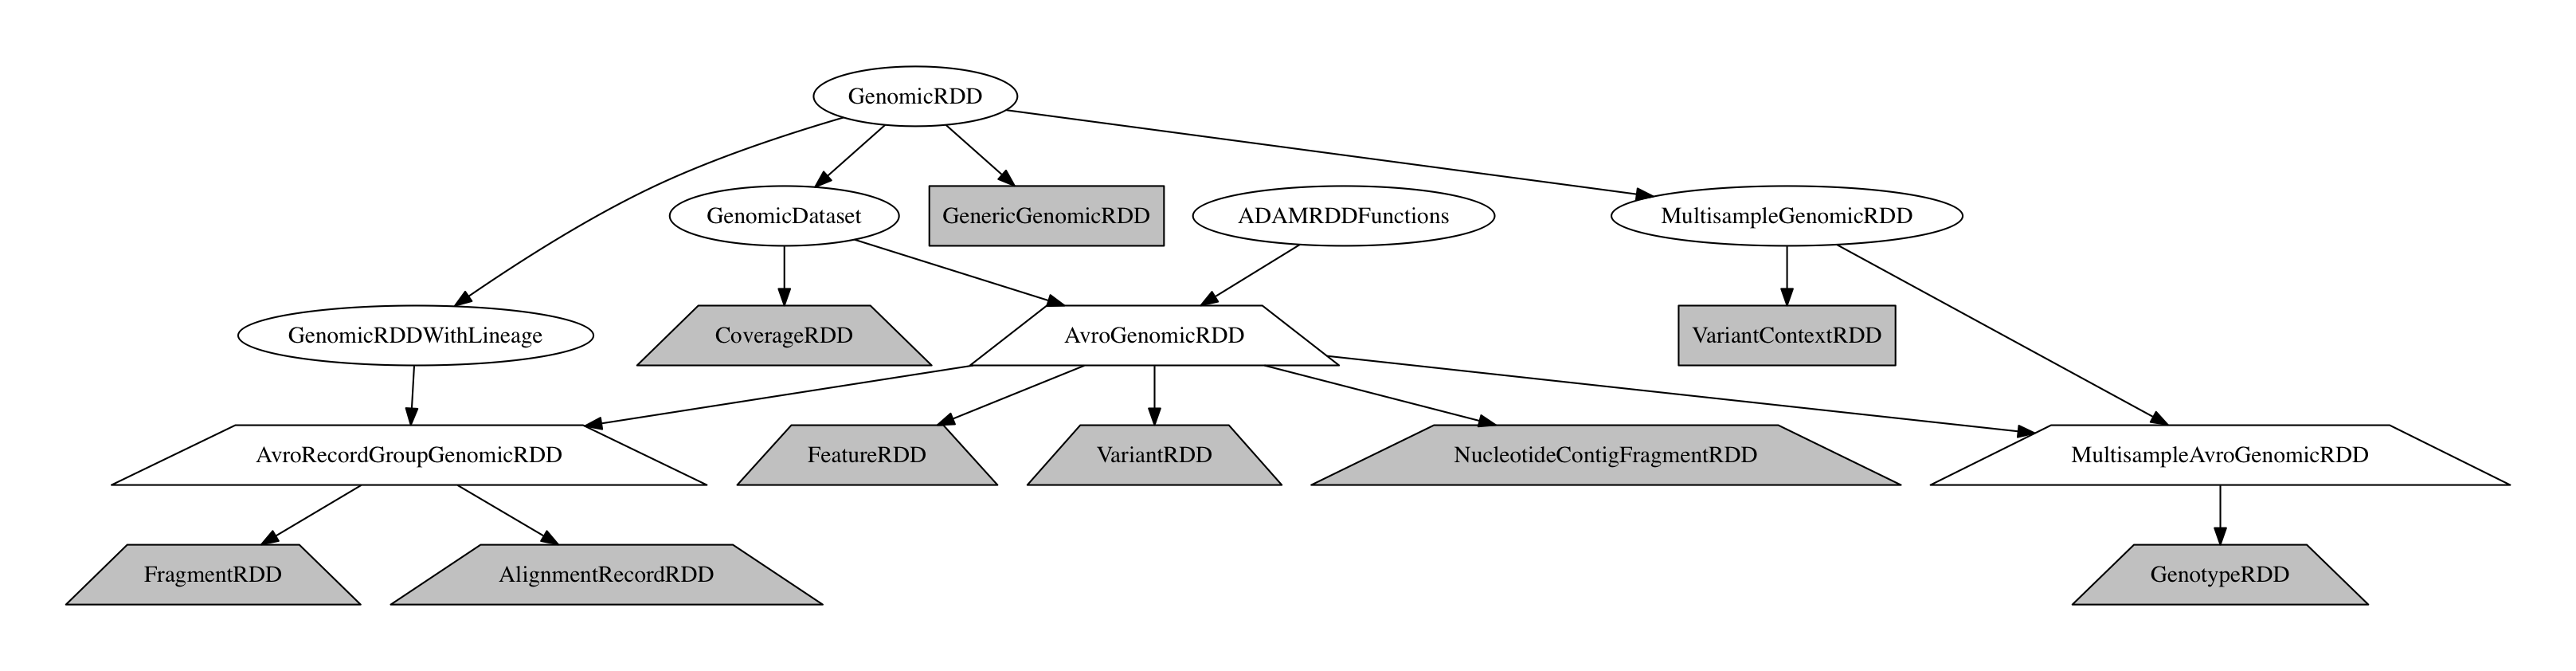 GenomicRDD
GenomicDataset
GenericGenomicRDD
ADAMRDDFunctions
MultisampleGenomicRDD
GenomicRDDWithLineage
CoverageRDD
AvroGenomicRDD
VariantContextRDD
AvroRecordGroupGenomicRDD
FeatureRDD
VariantRDD
NucleotideContigFragmentRDD
MultisampleAvroGenomicRDD
FragmentRDD
AlignmentRecordRDD
GenotypeRDD